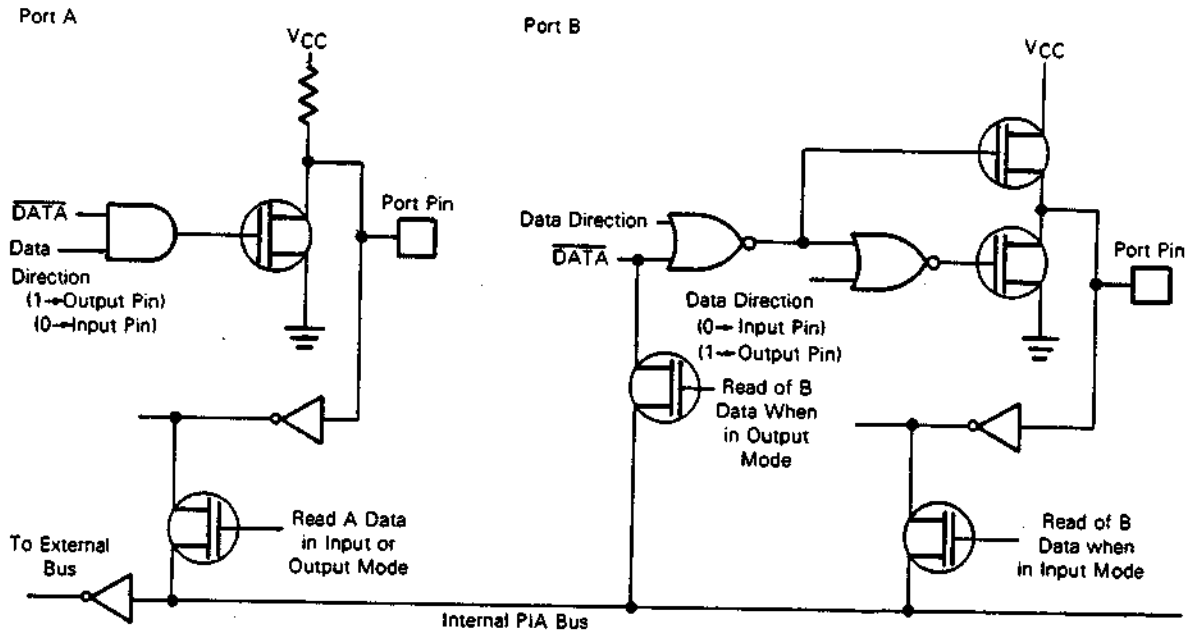 Port A
VCC
DATA
Data
Direction
(1→Output Pin)
(0→Input Pin)
Port Pin
Read A Data
in Input or
Output Mode
To External
Bus
Internal PIA Bus
Port B
VCC
Data Direction
DATA
Data Direction
(0→Input Pin)
(1→Output Pin)
Port Pin
Read of B
Data When
in Output
Mode
Read of B
Data when
in Input Mode